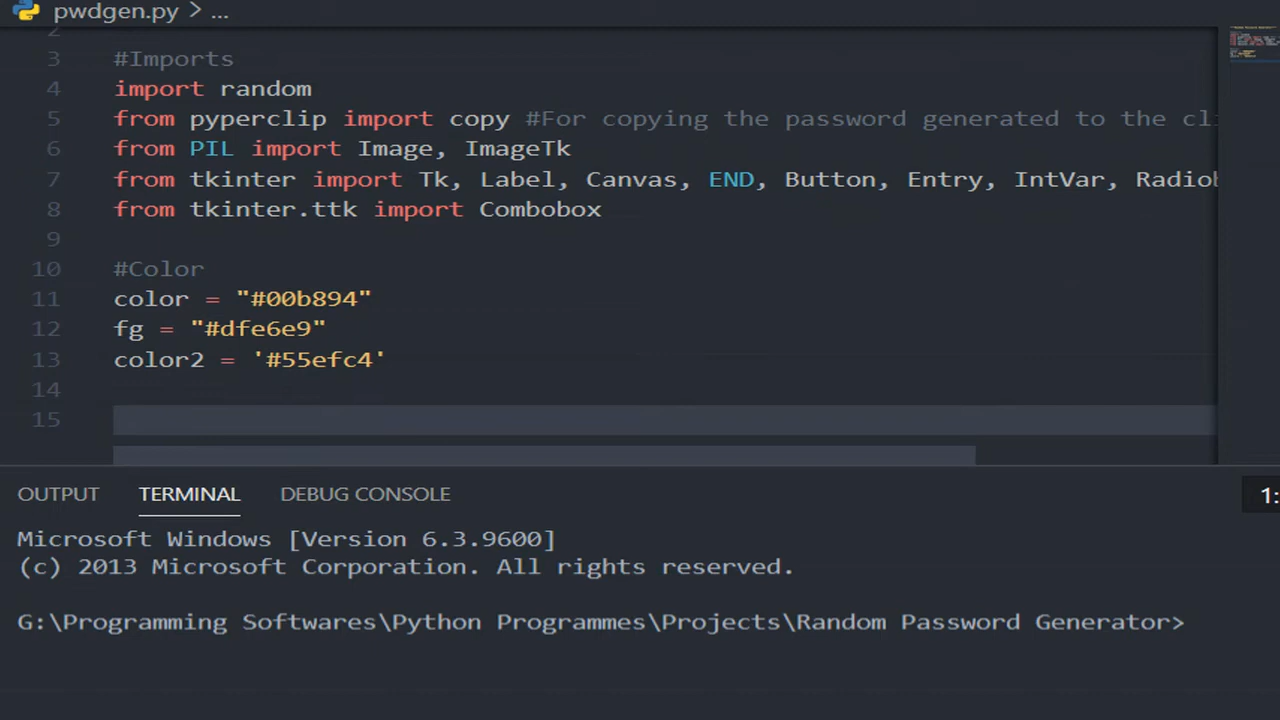 pwdgen.py > ...
2
3 #Imports
4 import random
5 from pyperclip import copy #For copying the password generated to the
6 from PIL import Image, ImageTk
7 from tkinter import Tk, Label, Canvas, END, Button, Entry, IntVar,
8 from tkinter.ttk import Combobox
9
10 #Color
11 color = "#00b894"
12 fg = "#dfe6e9"
13 color2 = '#55efc4'
14
15
OUTPUT TERMINAL DEBUG CONSOLE 1:
Microsoft Windows [Version 6.3.9600]
(c) 2013 Microsoft Corporation. All rights reserved.
G:\Programming Softwares\Python Programmes\Projects\Random Password Generator>